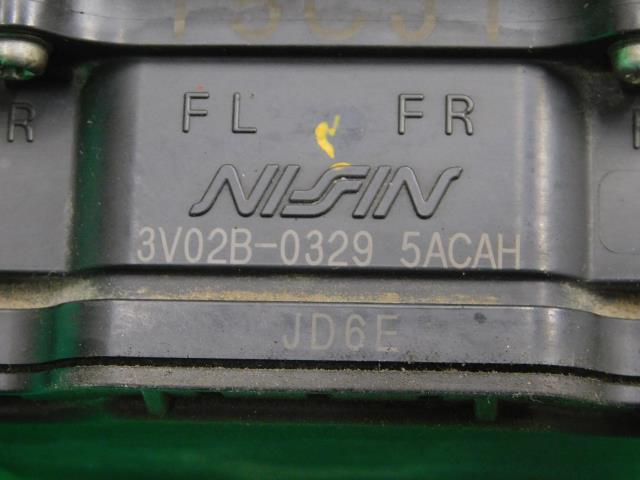 R FL FR
NISSIN
3V02B-0329 5ACAH
JD6E